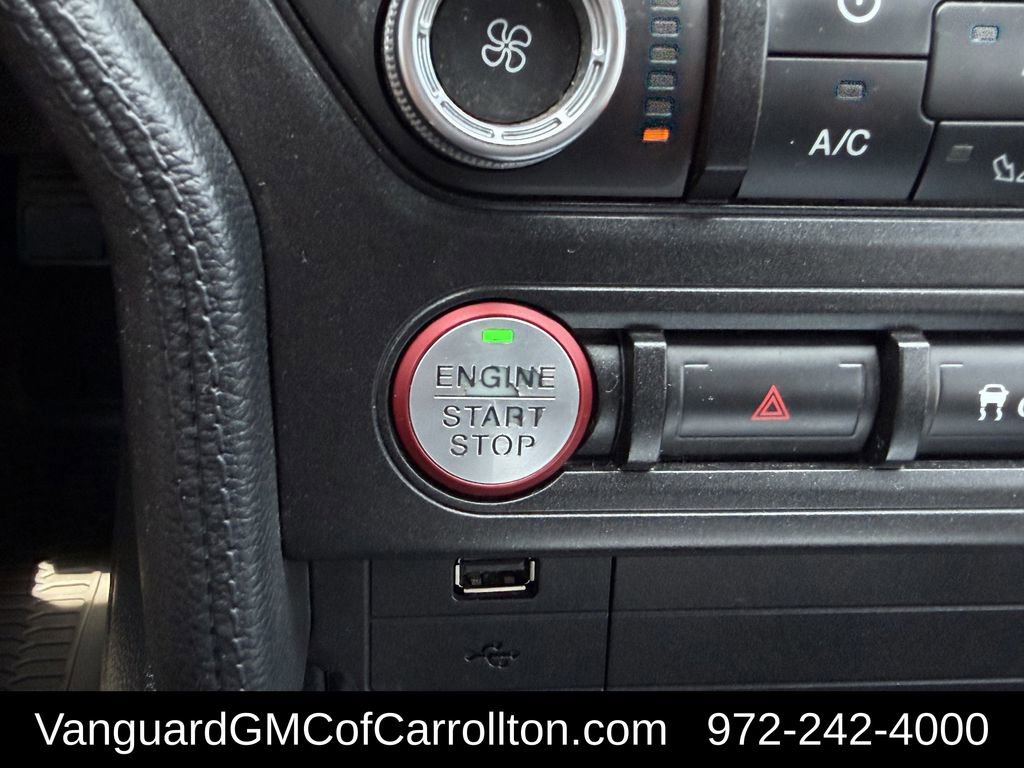 A/C
ENGINE
START
STOP
VanguardGMCofCarrollton.com 972-242-4000